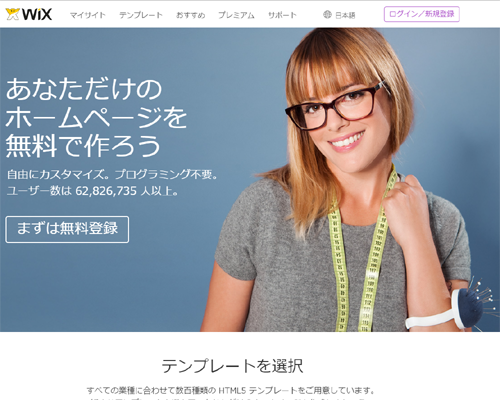 WiX マイサイト テンプレート おすすめ プレミアム サポート 日本語 ログイン/新規登録
あなただけの
ホームページを
無料で作ろう
自由にカスタマイズ。プログラミング不要。
ユーザー数は 62,826,735 人以上。
まずは無料登録
テンプレートを選択
すべての業種に合わせて数百種類の HTML5 テンプレートをご用意しています。